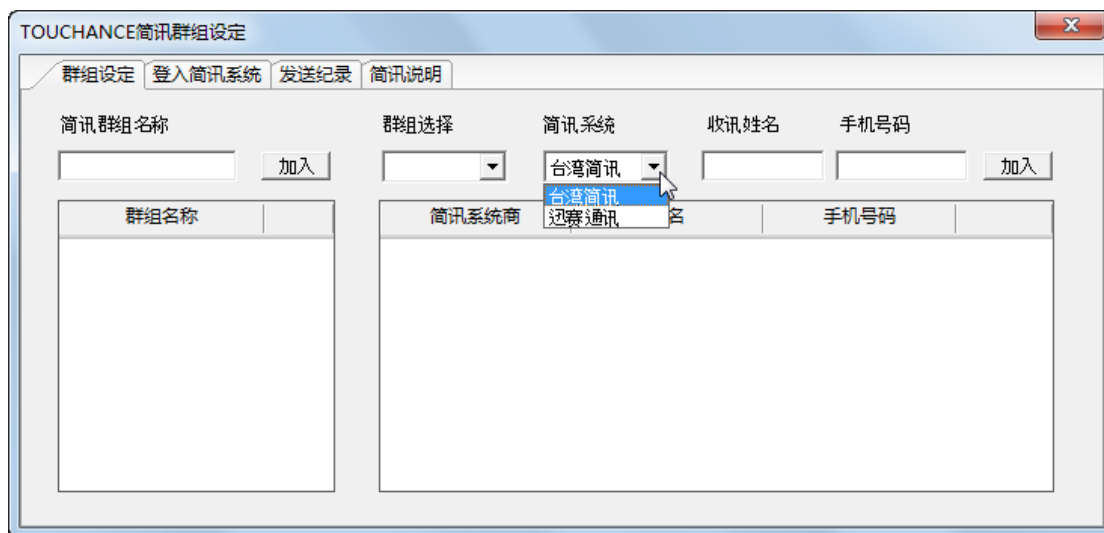 TOUCHANCE简讯群组设定
群组设定 登入简讯系统 发送纪录 简讯说明
简讯群组名称 群组选择 简讯系统 收讯姓名 手机号码
加入 台湾简讯 加入
台湾简讯
群组名称 简讯系统商 迅赛通讯 名 手机号码